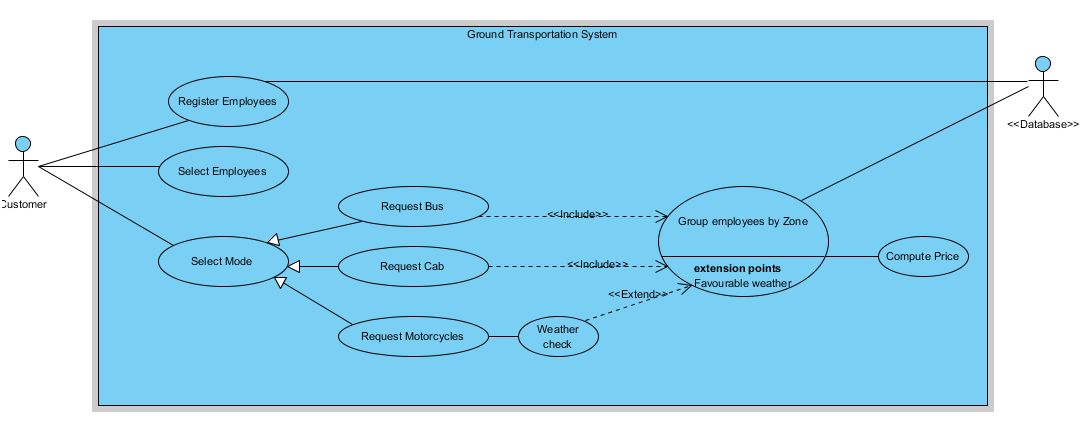 Ground Transportation System
Register Employees
<<Database>>
Select Employees
Customer
Request Bus
<<Include>>
Group employees by Zone
Select Mode
Request Cab
<<Include>>
Compute Price
extension points
Favourable weather
<<Extend>>
Request Motorcycles
Weather
check